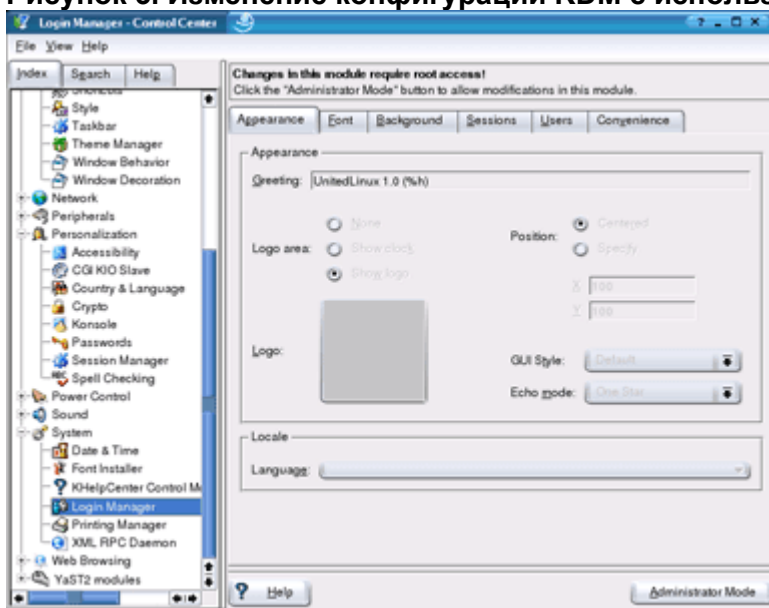 Рисунок 3. Изменение конфигурации KDM с использова
Login Manager - Control Center
File View Help
Index Search Help
Shortcuts
Style
Taskbar
Theme Manager
Window Behavior
Window Decoration
Network
Peripherals
Personalization
Accessibility
CGI KIO Slave
Country & Language
Crypto
Konsole
Passwords
Session Manager
Spell Checking
Power Control
Sound
System
Date & Time
Font Installer
KHelpCenter Control M
Login Manager
Printing Manager
XML RPC Daemon
Web Browsing
YaST2 modules
Changes in this module require root access!
Click the "Administrator Mode" button to allow modifications in this module.
Appearance Font Background Sessions Users Convenience
Appearance
Greeting: UnitedLinux 1.0 (%h)
Logo area:
None
Show clock
Show logo
Position:
Centered
Specify
X 100
Y 100
Logo:
GUI Style: Default
Echo mode: One Star
Locale
Language:
Help
Administrator Mode